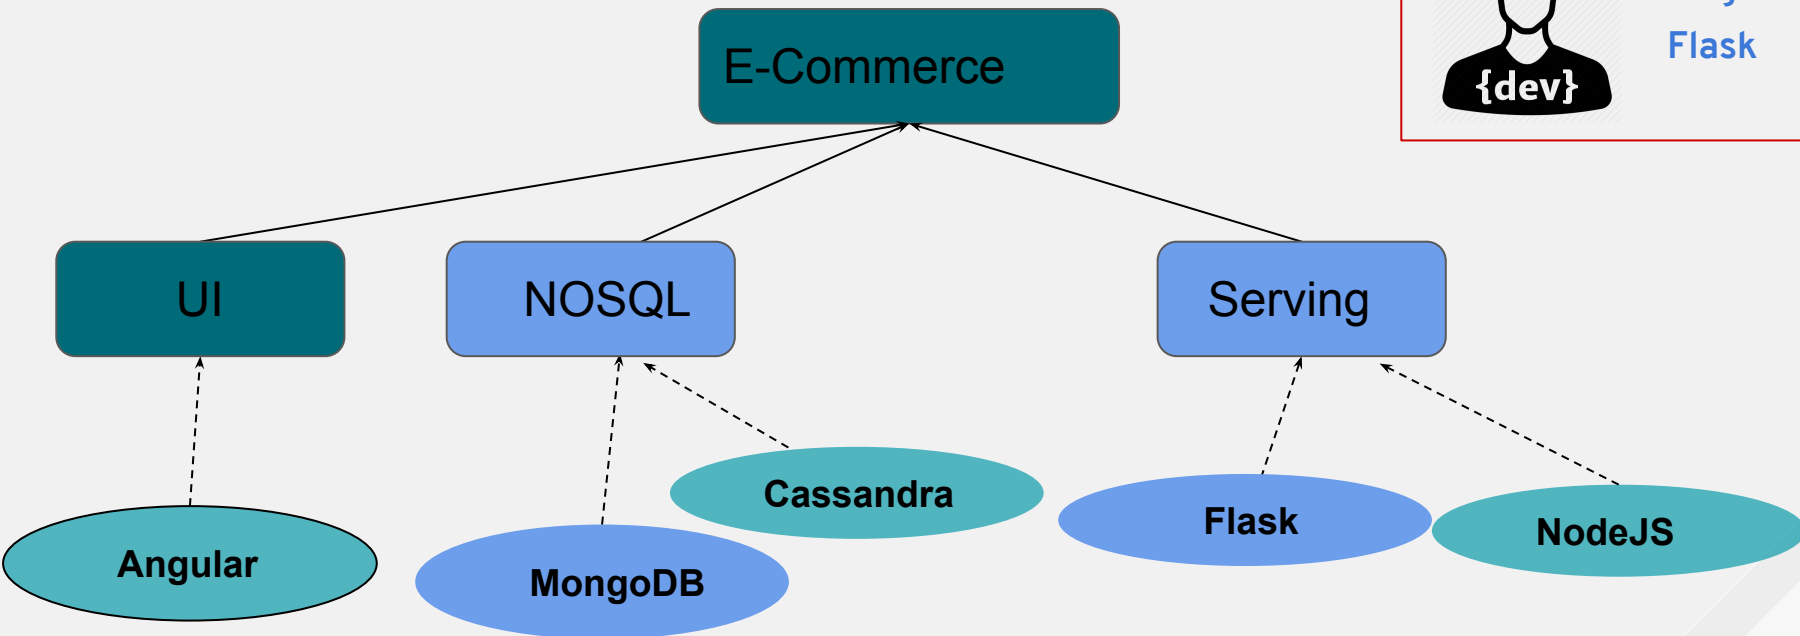 E-Commerce
Flask
{dev}
UI
NOSQL
Serving
Cassandra
Flask
NodeJS
Angular
MongoDB